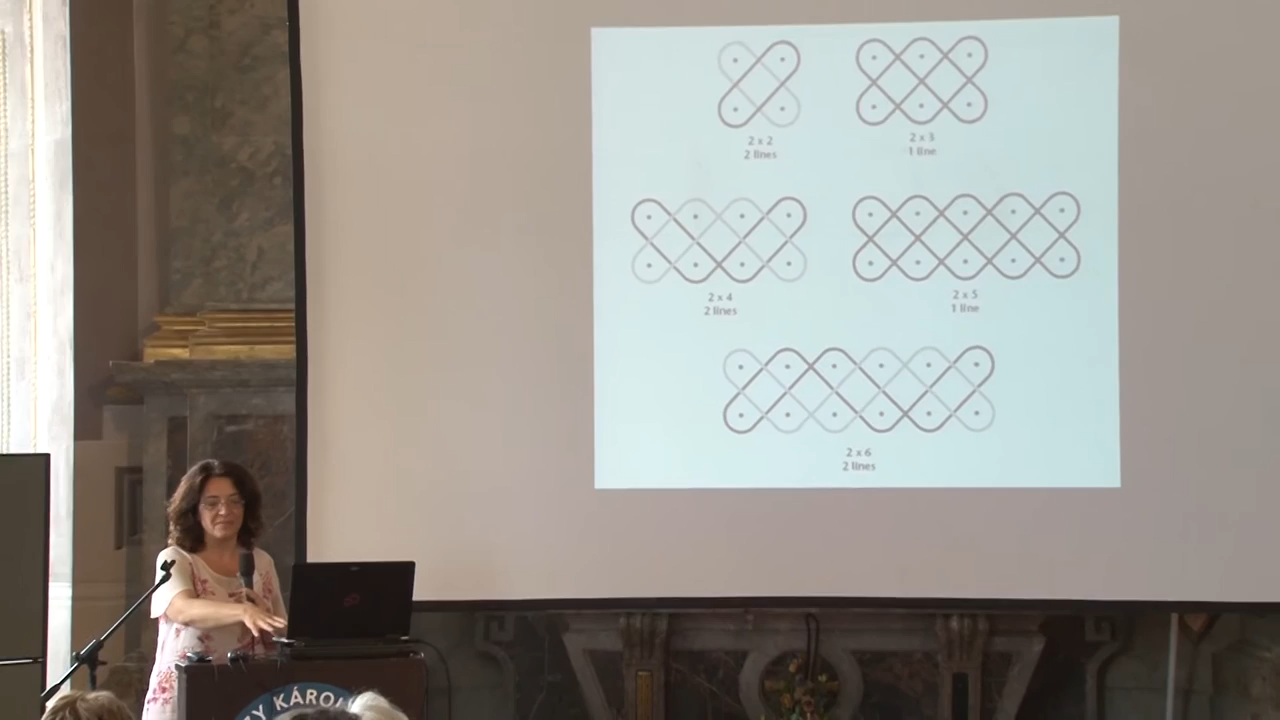 2 x 2
2 lines
2 x 3
1 line
2 x 4
2 lines
2 x 5
1 line
2 x 6
2 lines
KÁROL